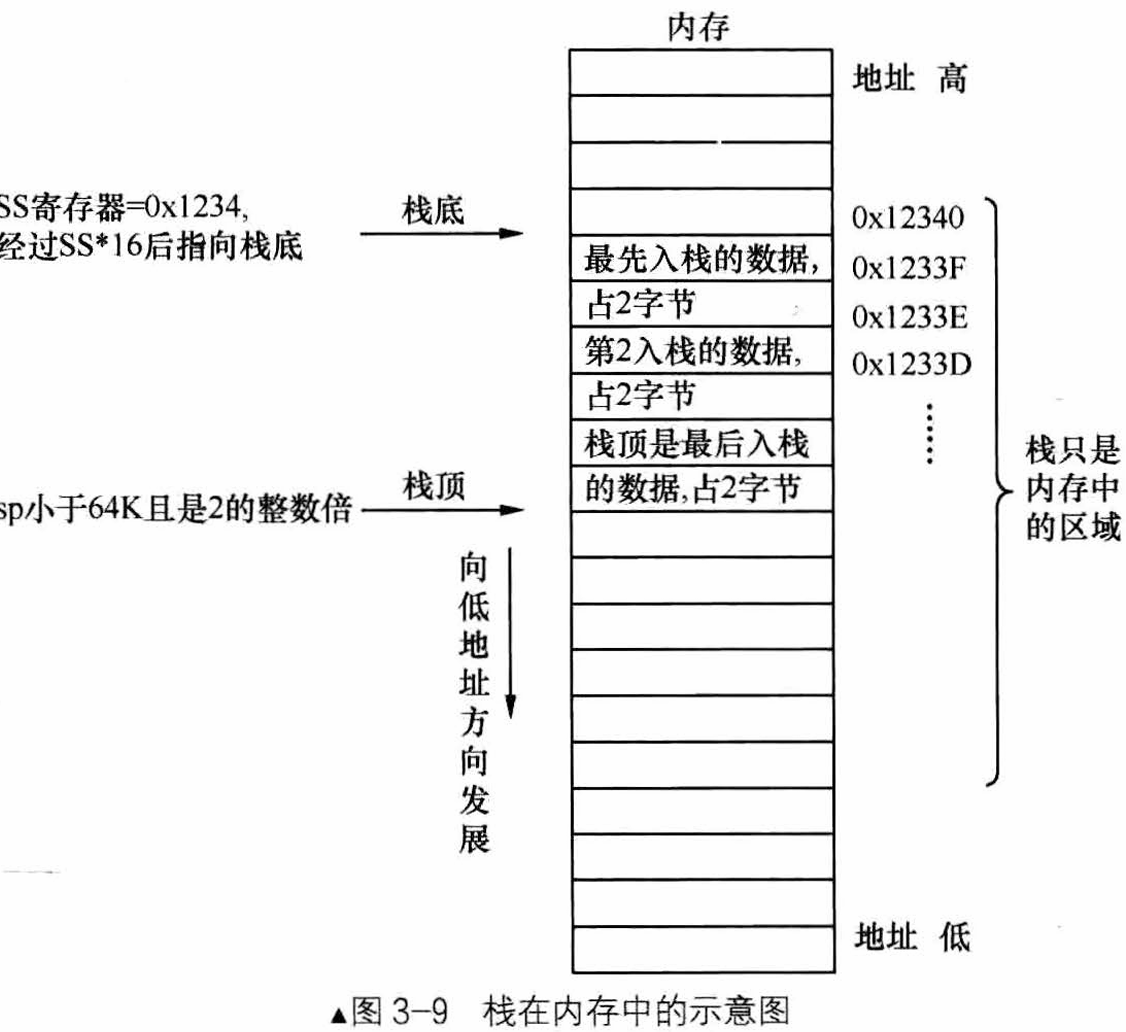 内存
地址 高
SS寄存器=0x1234,
经过SS*16后指向栈底
栈底
0x12340
最先入栈的数据,
0x1233F
占2字节
0x1233E
第2入栈的数据,
0x1233D
占2字节
……
栈顶是最后入栈
的数据,占2字节
栈顶
sp小于64K且是2的整数倍
栈只是
内存中
的区域
向低地址方向发展
地址 低
▲图 3-9 栈在内存中的示意图